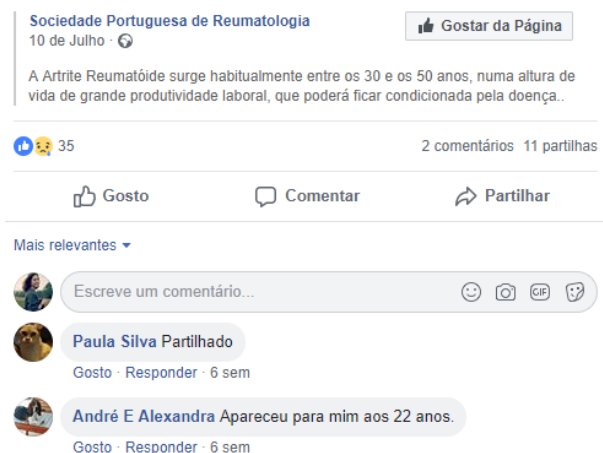 Sociedade Portuguesa de Reumatologia
Gostar da Página
10 de Julho ·
A Artrite Reumatóide surge habitualmente entre os 30 e os 50 anos, numa altura de
vida de grande produtividade laboral, que poderá ficar condicionada pela doença..
35
2 comentários 11 partilhas
Gosto
Comentar
Partilhar
Mais relevantes
Escreve um comentário...
GIF
Paula Silva Partilhado
Gosto · Responder · 6 sem
André E Alexandra Apareceu para mim aos 22 anos.
Gosto · Responder · 6 sem